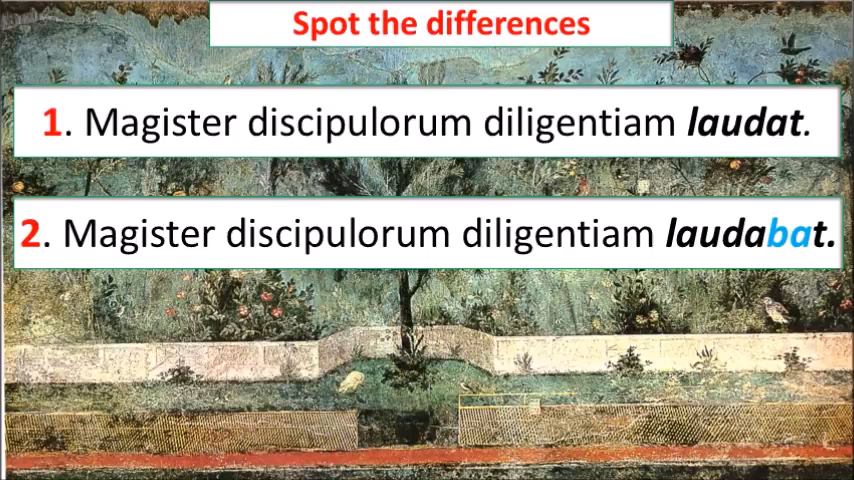 Spot the differences
1. Magister discipulorum diligentiam laudat.
2. Magister discipulorum diligentiam laudabat.